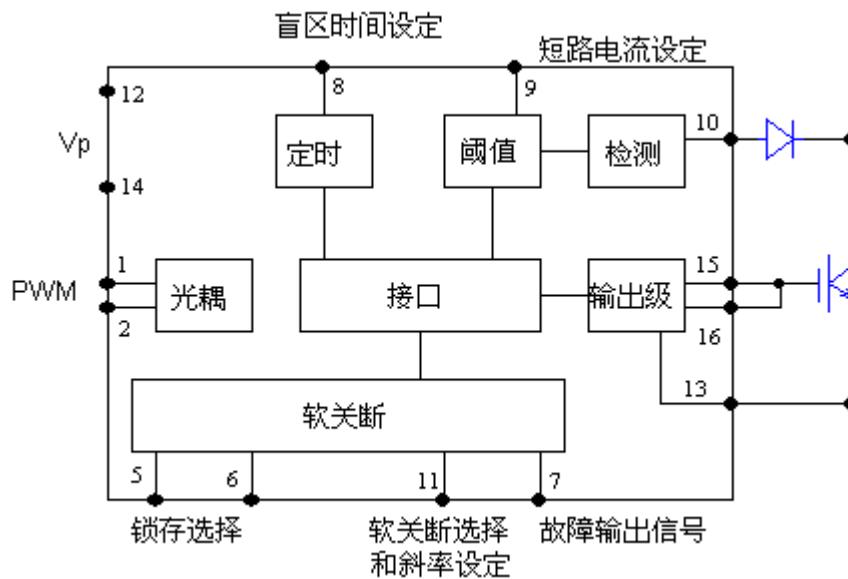 盲区时间设定
短路电流设定
12
8
9
10
Vp
定时
阈值
检测
14
1
15
PWM
光耦
接口
输出级
2
16
13
软关断
5
6
11
7
锁存选择
软关断选择
和斜率设定
故障输出信号